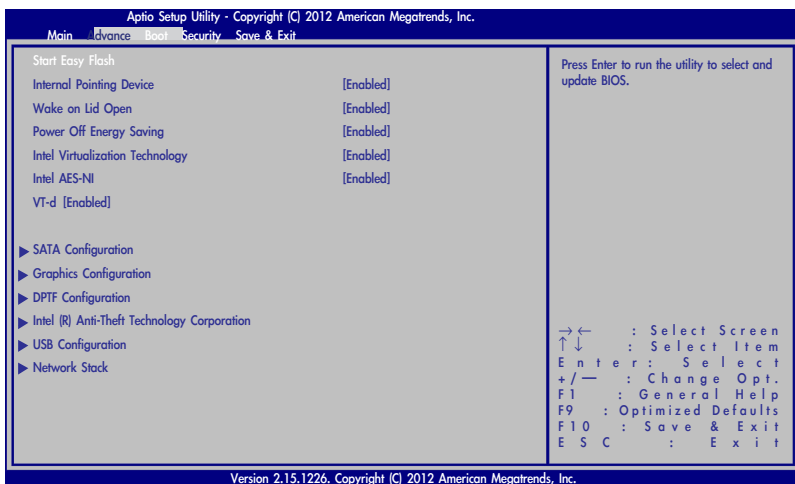 Aptio Setup Utility - Copyright (C) 2012 American Megatrends, Inc.
Main Advance Boot Security Save & Exit
Start Easy Flash
Internal Pointing Device [Enabled]
Wake on Lid Open [Enabled]
Power Off Energy Saving [Enabled]
Intel Virtualization Technology [Enabled]
Intel AES-NI [Enabled]
VT-d [Enabled]
▶ SATA Configuration
▶ Graphics Configuration
▶ DPTF Configuration
▶ Intel (R) Anti-Theft Technology Corporation
▶ USB Configuration
▶ Network Stack
Press Enter to run the utility to select and
update BIOS.
→← : Select Screen
↑↓ : Select Item
Enter: Select
+/— : Change Opt.
F1 : General Help
F9 : Optimized Defaults
F10 : Save & Exit
ESC : Exit
Version 2.15.1226. Copyright (C) 2012 American Megatrends, Inc.